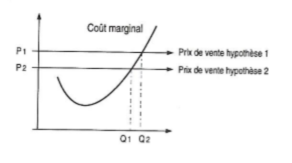 Coût marginal
P1
Prix de vente hypothèse 1
P2
Prix de vente hypothèse 2
Q1 Q2